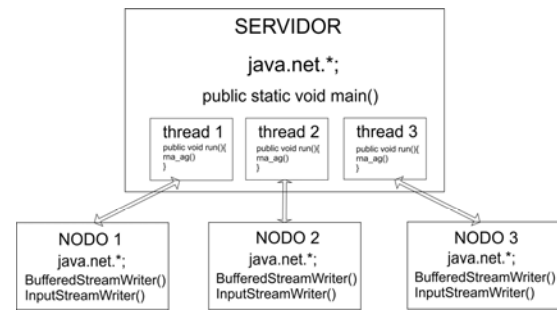 SERVIDOR
java.net.*;
public static void main()
thread 1
public void run(){
ma_ag()
}
thread 2
public void run(){
ma_ag()
}
thread 3
public void run(){
ma_ag()
}
NODO 1
java.net.*;
BufferedStreamWriter()
InputStreamWriter()
NODO 2
java.net.*;
BufferedStreamWriter()
InputStreamWriter()
NODO 3
java.net.*;
BufferedStreamWriter()
InputStreamWriter()